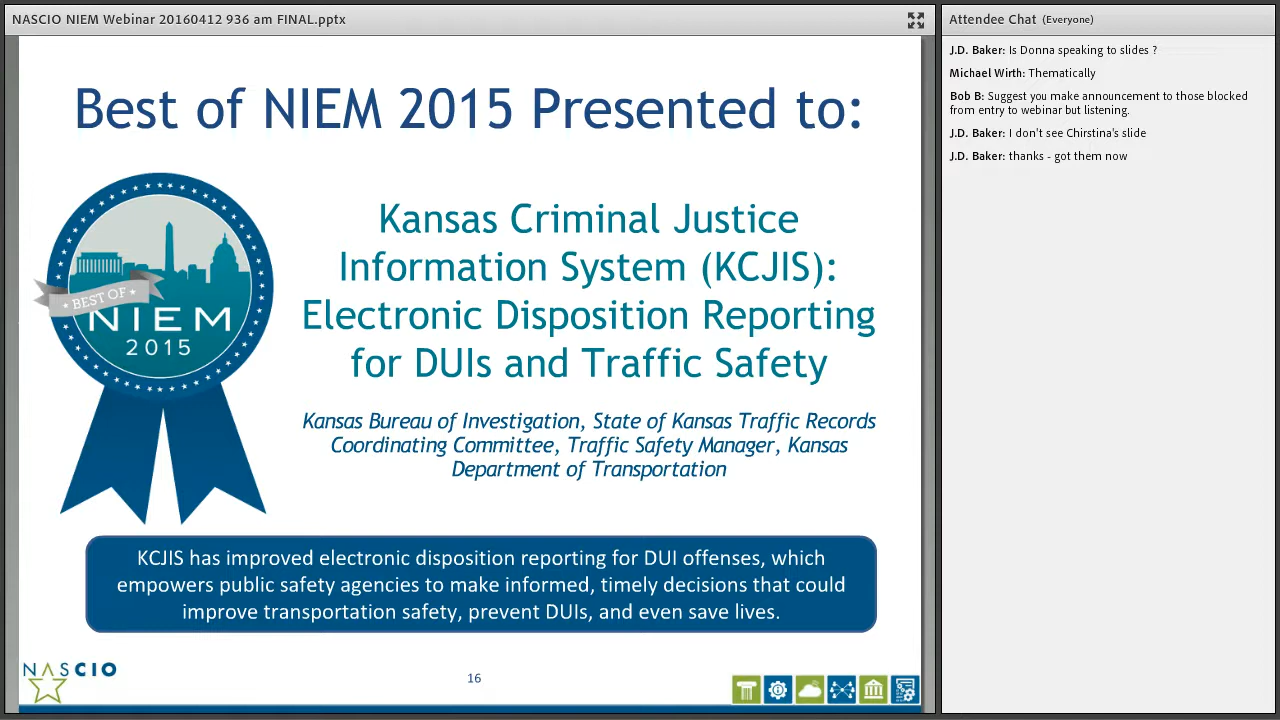 NASCIO NIEM Webinar 20160412 936 am FINAL.pptx
Best of NIEM 2015 Presented to:
BEST OF
NIEM
2015
Kansas Criminal Justice
Information System (KCJIS):
Electronic Disposition Reporting
for DUIs and Traffic Safety
Kansas Bureau of Investigation, State of Kansas Traffic Records
Coordinating Committee, Traffic Safety Manager, Kansas
Department of Transportation
KCJIS has improved electronic disposition reporting for DUI offenses, which
empowers public safety agencies to make informed, timely decisions that could
improve transportation safety, prevent DUIs, and even save lives.
NASCIO
16
Attendee Chat (Everyone)
J.D. Baker: Is Donna speaking to slides ?
Michael Wirth: Thematically
Bob B: Suggest you make announcement to those blocked
from entry to webinar but listening.
J.D. Baker: I don't see Chirstina's slide
J.D. Baker: thanks - got them now